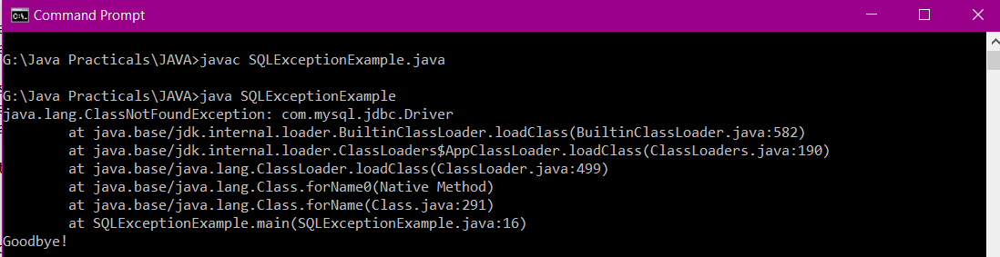 Command Prompt
G:\Java Practicals\JAVA>javac SQLExceptionExample.java
G:\Java Practicals\JAVA>java SQLExceptionExample
java.lang.ClassNotFoundException: com.mysql.jdbc.Driver
        at java.base/jdk.internal.loader.BuiltinClassLoader.loadClass(BuiltinClassLoader.java:582)
        at java.base/jdk.internal.loader.ClassLoaders$AppClassLoader.loadClass(ClassLoaders.java:190)
        at java.base/java.lang.ClassLoader.loadClass(ClassLoader.java:499)
        at java.base/java.lang.Class.forName0(Native Method)
        at java.base/java.lang.Class.forName(Class.java:291)
        at SQLExceptionExample.main(SQLExceptionExample.java:16)
Goodbye!